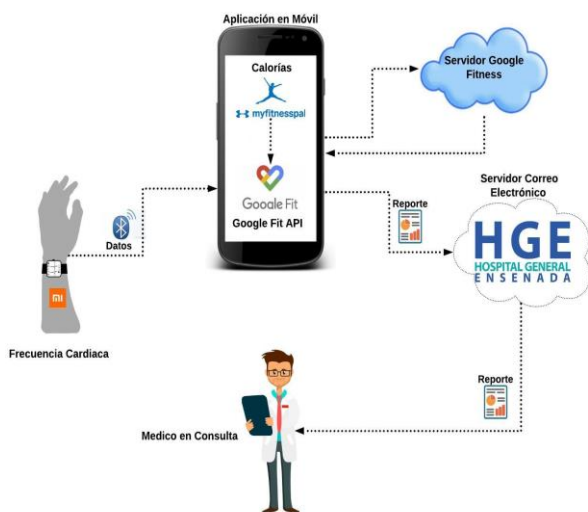 Aplicación en Móvil
Calorías
myfitnesspal
Google Fit
Google Fit API
Servidor Google
Fitness
Servidor Correo
Electrónico
Reporte
HGE
HOSPITAL GENERAL
ENSENADA
Datos
mi
Frecuencia Cardiaca
Reporte
Medico en Consulta